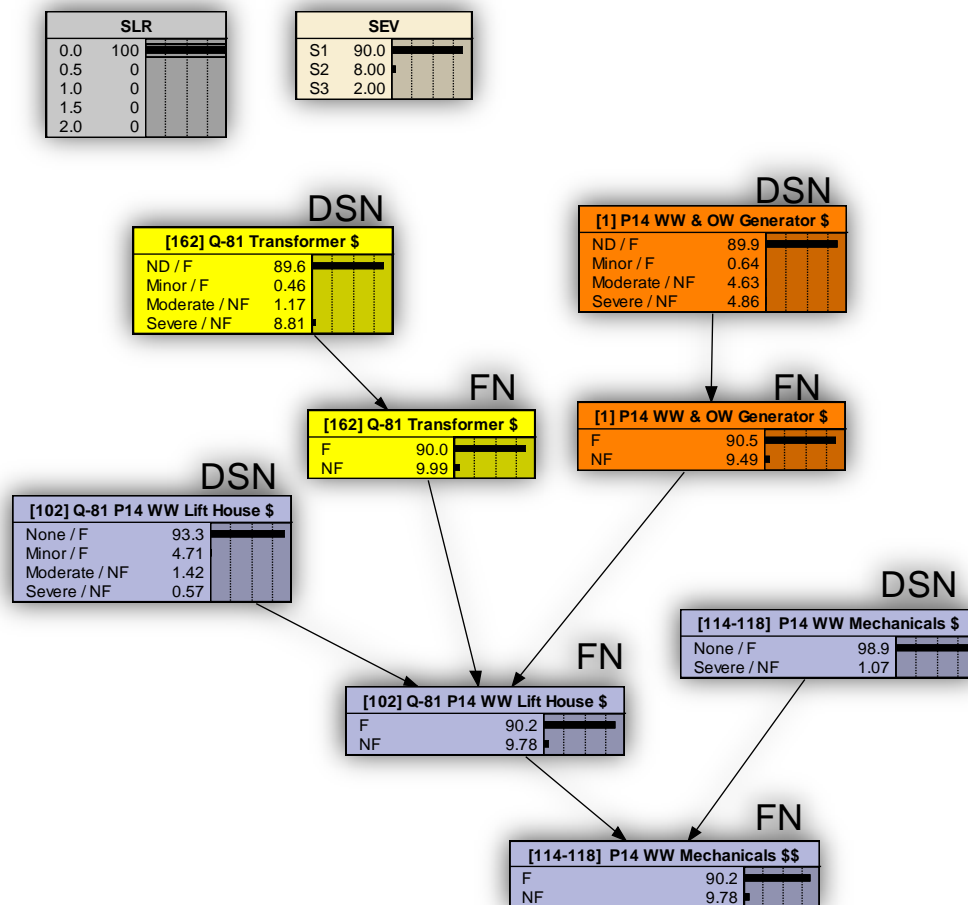 SLR
0.0 100
0.5 0
1.0 0
1.5 0
2.0 0
SEV
S1 90.0
S2 8.00
S3 2.00
DSN
[162] Q-81 Transformer $
ND / F 89.6
Minor / F 0.46
Moderate / NF 1.17
Severe / NF 8.81
DSN
[1] P14 WW & OW Generator $
ND / F 89.9
Minor / F 0.64
Moderate / NF 4.63
Severe / NF 4.86
FN
[162] Q-81 Transformer $
F 90.0
NF 9.99
FN
[1] P14 WW & OW Generator $
F 90.5
NF 9.49
DSN
[102] Q-81 P14 WW Lift House $
None / F 93.3
Minor / F 4.71
Moderate / NF 1.42
Severe / NF 0.57
DSN
[114-118] P14 WW Mechanicals $
None / F 98.9
Severe / NF 1.07
FN
[102] Q-81 P14 WW Lift House $
F 90.2
NF 9.78
FN
[114-118] P14 WW Mechanicals $$
F 90.2
NF 9.78